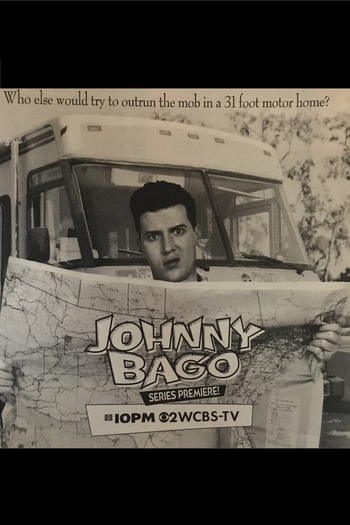 Who else would try to outrun the mob in a 31 foot motor home?
JOHNNY
BAGO
SERIES PREMIERE!
10PM 2WCBS-TV